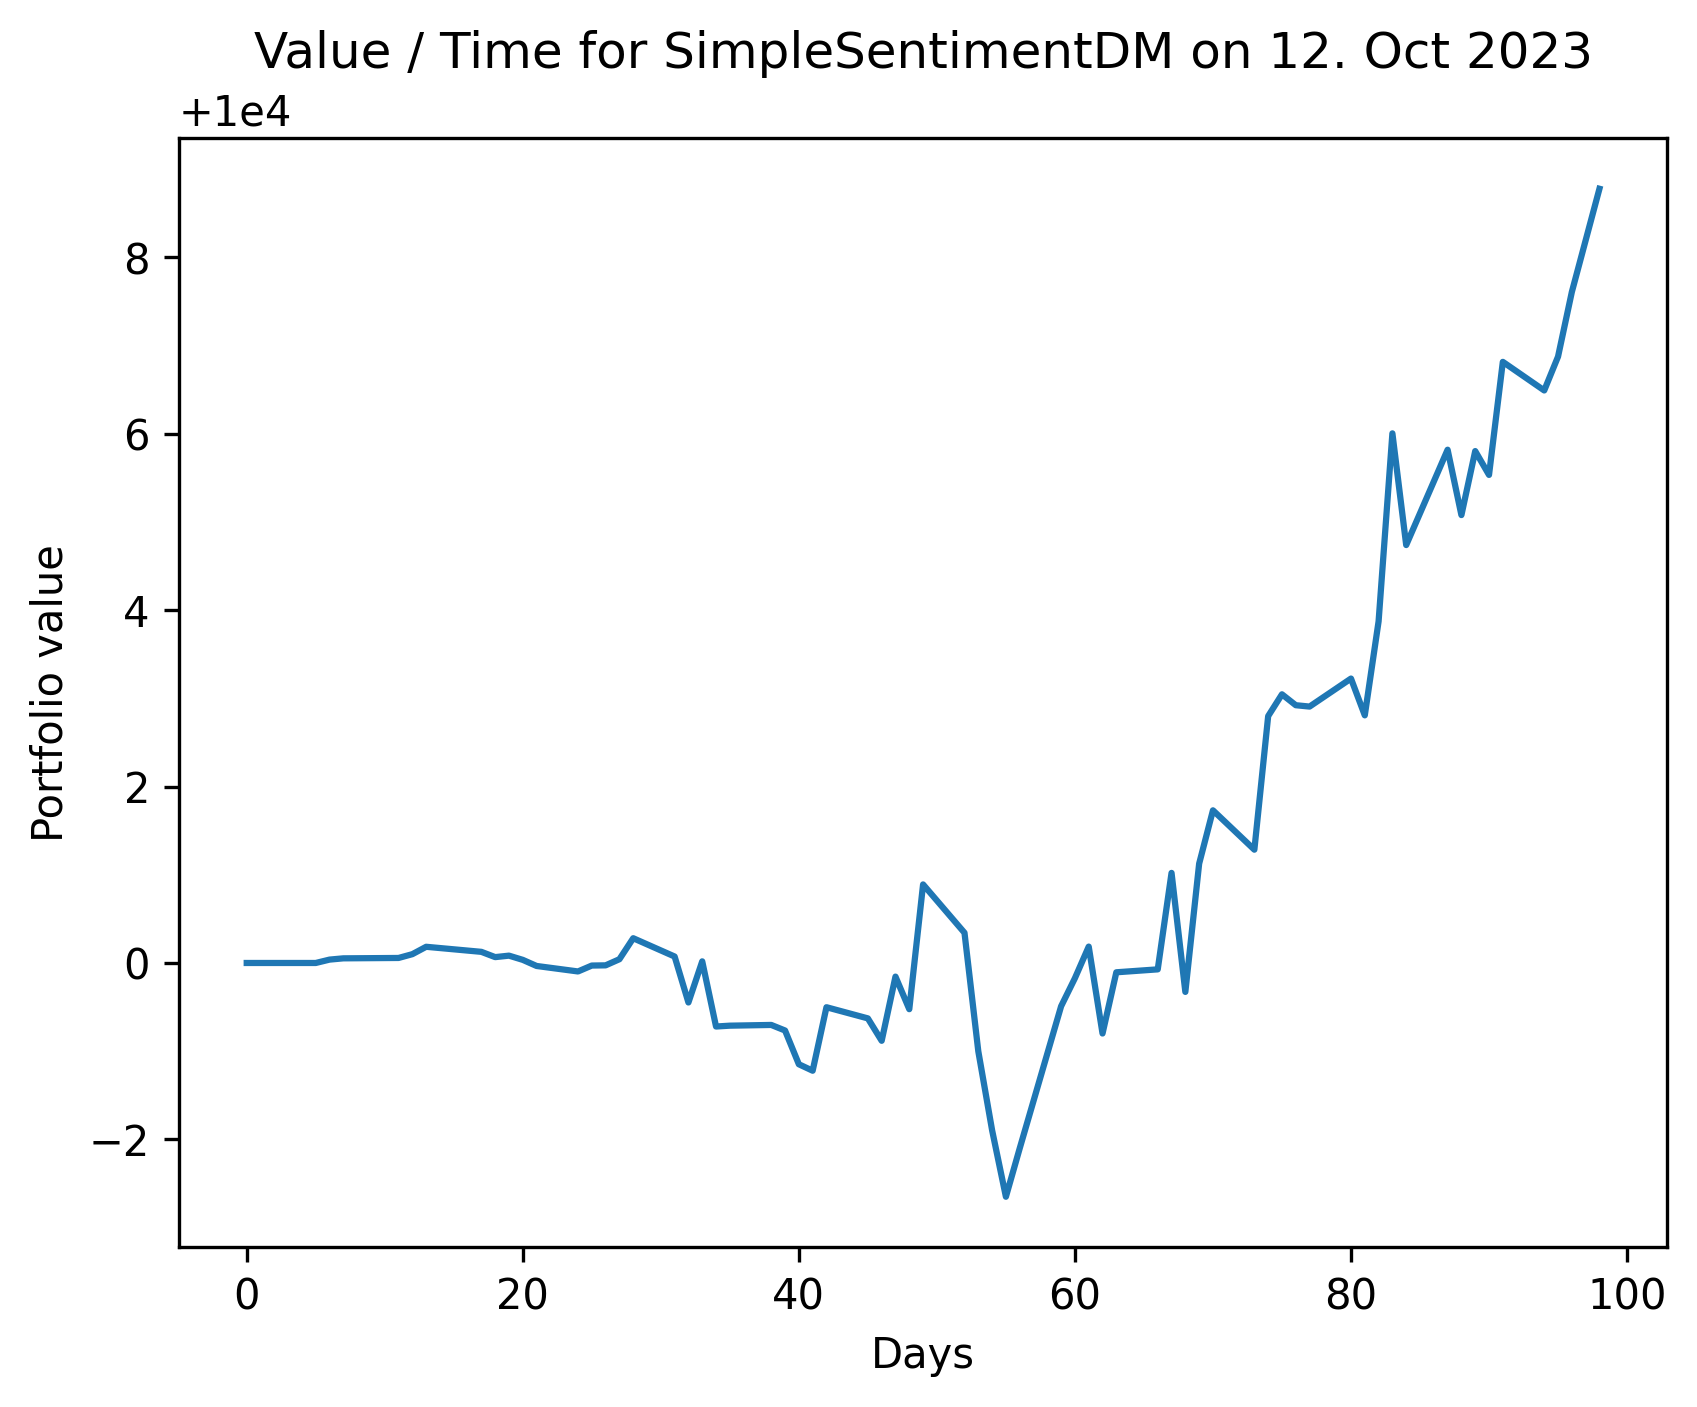 Value / Time for SimpleSentimentDM on 12. Oct 2023
+1e4
8
6
4
2
0
−2
Portfolio value
0 20 40 60 80 100
Days